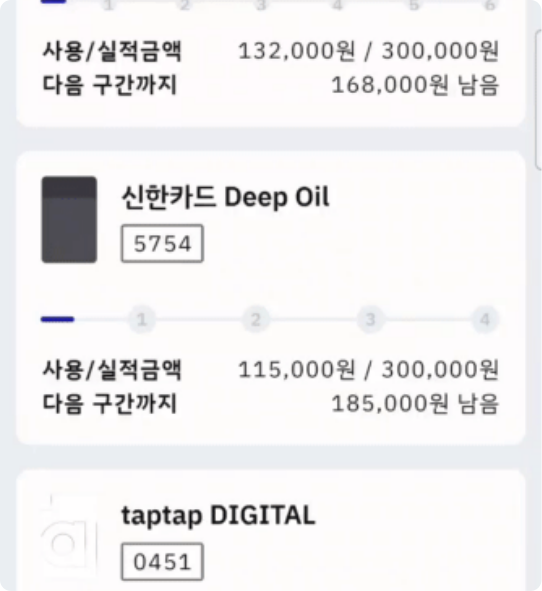 1 2 3 4 5 6
사용/실적금액 132,000원 / 300,000원
다음 구간까지 168,000원 남음
신한카드 Deep Oil
5754
1 2 3 4
사용/실적금액 115,000원 / 300,000원
다음 구간까지 185,000원 남음
taptap DIGITAL
0451